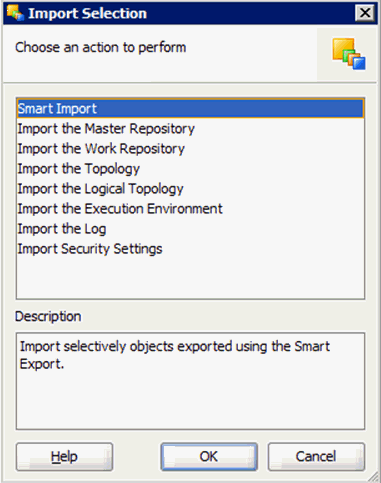 Import Selection
Choose an action to perform
Smart Import
Import the Master Repository
Import the Work Repository
Import the Topology
Import the Logical Topology
Import the Execution Environment
Import the Log
Import Security Settings
Description
Import selectively objects exported using the Smart
Export.
Help OK Cancel